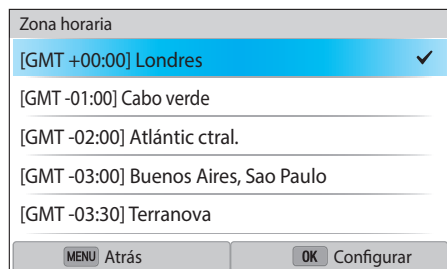 Zona horaria
[GMT +00:00] Londres
[GMT -01:00] Cabo verde
[GMT -02:00] Atlántic ctral.
[GMT -03:00] Buenos Aires, Sao Paulo
[GMT -03:30] Terranova
MENU Atrás OK Configurar